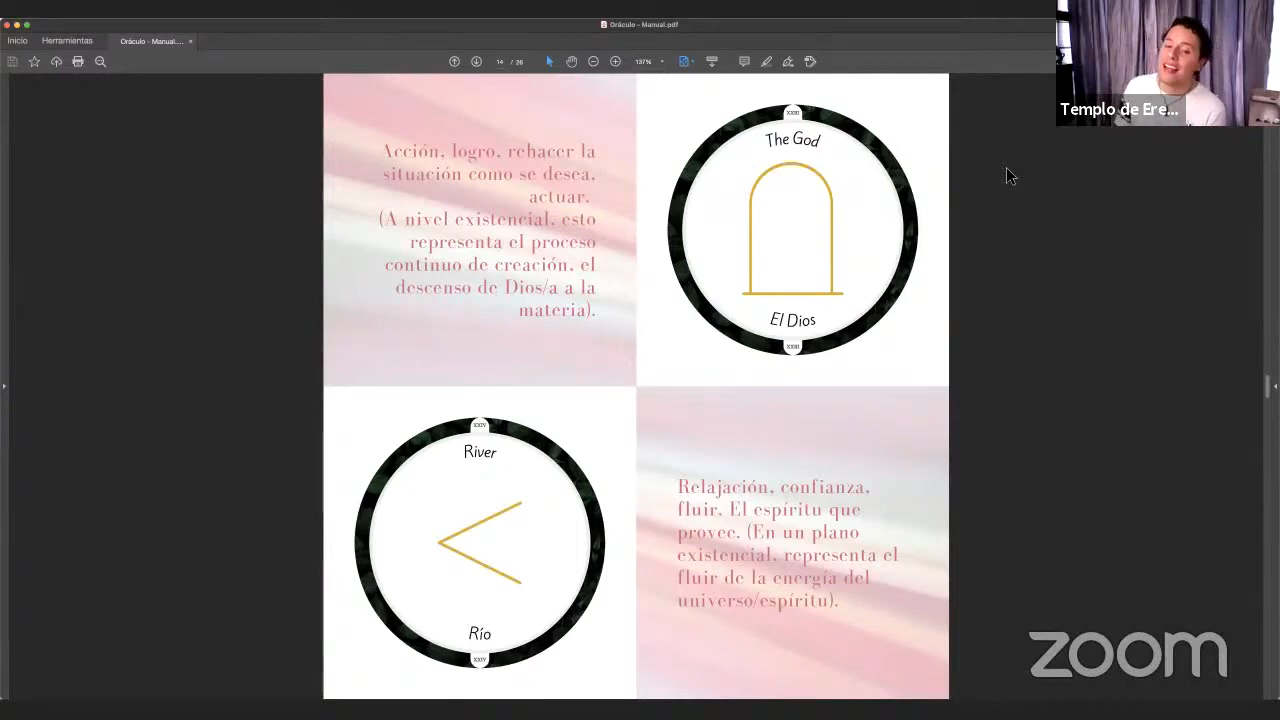 Oráculo - Manual.pdf
Inicio
Herramientas
Oráculo - Manual.... ×
14 / 26
137%
Templo de Ere...
Acción, logro, rehacer la
situación como se desea,
actuar.
(A nivel existencial, esto
representa el proceso
continuo de creación, el
descenso de Dios/a a la
materia).
The God
El Dios
XXIV
River
Río
XXIV
Relajación, confianza,
fluir. El espíritu que
provee. (En un plano
existencial, representa el
fluir de la energía del
universo/espíritu).
zoom